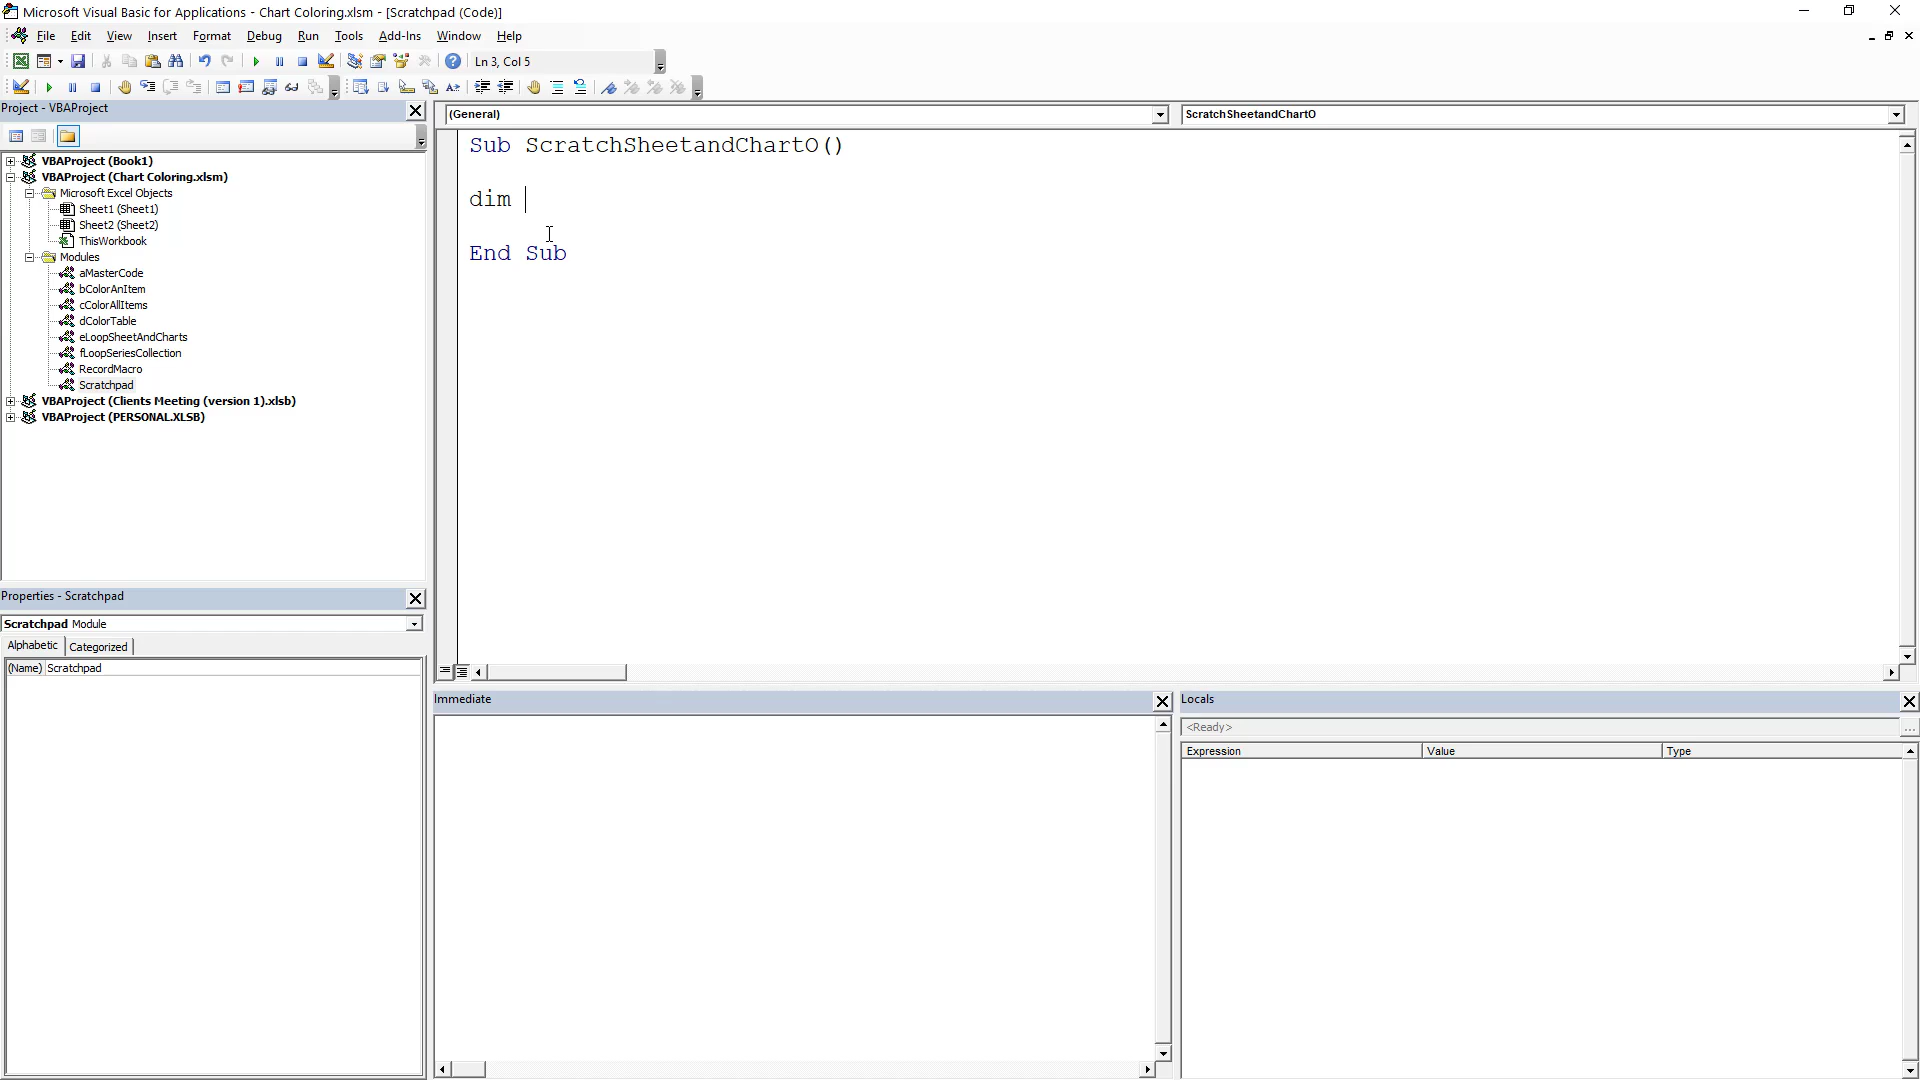 Microsoft Visual Basic for Applications - Chart Coloring.xlsm - [Scratchpad (Code)]
File Edit View Insert Format Debug Run Tools Add-Ins Window Help
Ln 3, Col 5
Project - VBAProject
VBAProject (Book1)
VBAProject (Chart Coloring.xlsm)
Microsoft Excel Objects
Sheet1 (Sheet1)
Sheet2 (Sheet2)
ThisWorkbook
Modules
aMasterCode
bColorAnItem
cColorAllItems
dColorTable
eLoopSheetAndCharts
fLoopSeriesCollection
RecordMacro
Scratchpad
VBAProject (Clients Meeting (version 1).xlsb)
VBAProject (PERSONAL.XLSB)
Properties - Scratchpad
Scratchpad Module
Alphabetic Categorized
(Name) Scratchpad
(General) ScratchSheetandChartO
Sub ScratchSheetandChartO()
dim
End Sub
Immediate
Locals
<Ready>
...
Expression Value Type